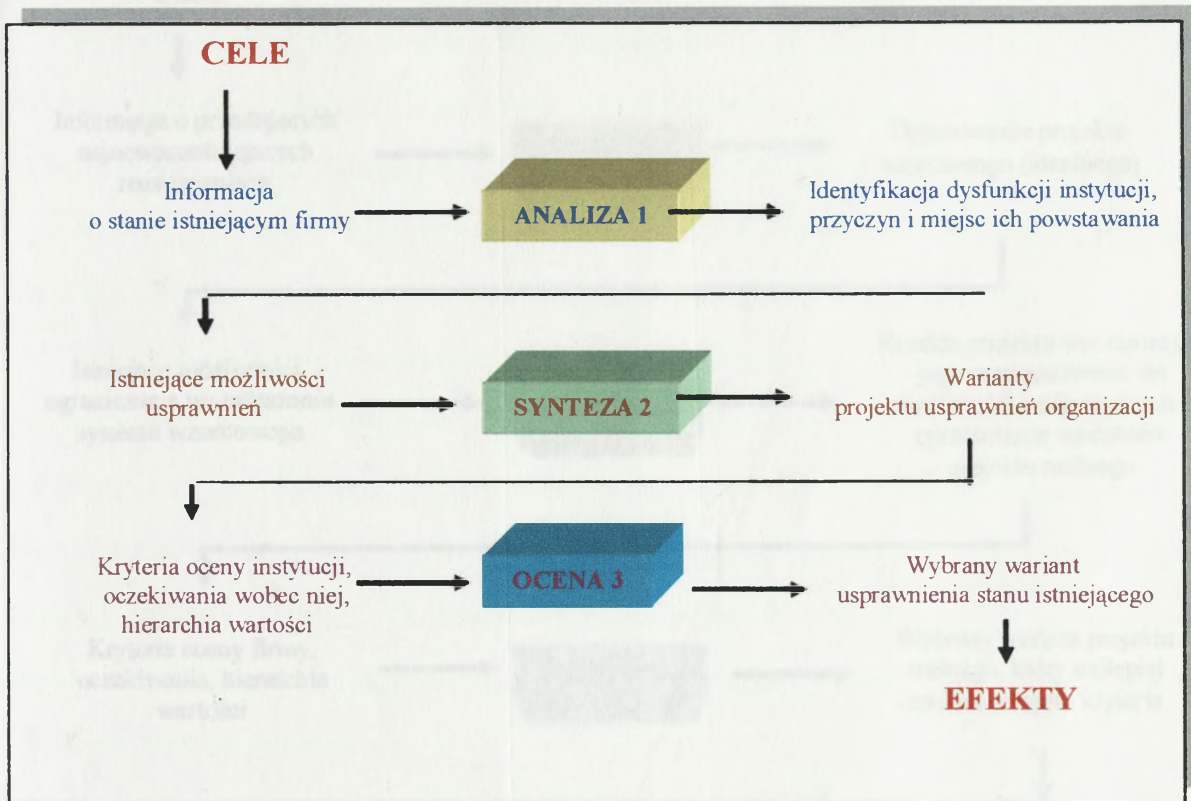 CELE
Informacja
o stanie istniejącym firmy
ANALIZA 1
Identyfikacja dysfunkcji instytucji,
przyczyn i miejsc ich powstawania
Istniejące możliwości
usprawnień
SYNTEZA 2
Warianty
projektu usprawnień organizacji
Kryteria oceny instytucji,
oczekiwania wobec niej,
hierarchia wartości
OCENA 3
Wybrany wariant
usprawnienia stanu istniejącego
EFEKTY